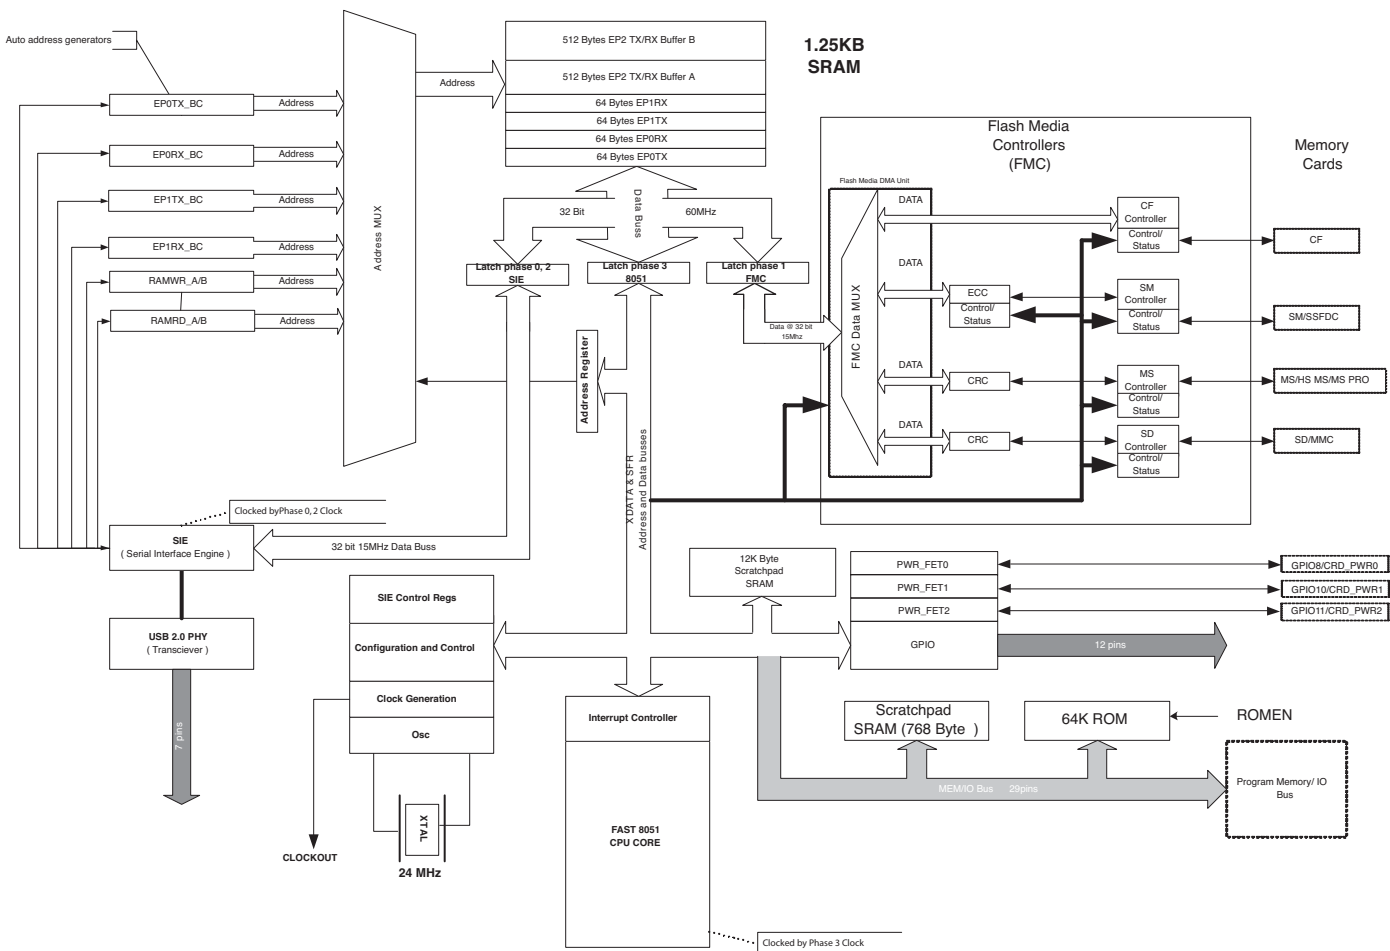 Auto address generators
EP0TX_BC
Address
EP0RX_BC
Address
EP1TX_BC
Address
EP1RX_BC
Address
RAMWR_A/B
Address
RAMRD_A/B
Address
Address MUX
Address
512 Bytes EP2 TX/RX Buffer B
512 Bytes EP2 TX/RX Buffer A
64 Bytes EP1RX
64 Bytes EP1TX
64 Bytes EP0RX
64 Bytes EP0TX
1.25KB
SRAM
32 Bit
Data Buss
60MHz
Latch phase 0, 2
SIE
Latch phase 3
8051
Latch phase 1
FMC
Address Register
Data @ 32 bit
15Mhz
XDATA & SFR
Address and Data busses
Flash Media
Controllers
(FMC)
Flash Media DMA Unit
FMC Data MUX
DATA
DATA
DATA
DATA
ECC
Control/
Status
CRC
CRC
CF
Controller
Control/
Status
SM
Controller
Control/
Status
MS
Controller
Control/
Status
SD
Controller
Control/
Status
Memory
Cards
CF
SM/SSFDC
MS/HS MS/MS PRO
SD/MMC
Clocked byPhase 0, 2 Clock
SIE
( Serial Interface Engine )
32 bit 15MHz Data Buss
USB 2.0 PHY
( Transciever )
7 pins
SIE Control Regs
Configuration and Control
Clock Generation
Osc
XTAL
24 MHz
CLOCKOUT
12K Byte
Scratchpad
SRAM
PWR_FET0
PWR_FET1
PWR_FET2
GPIO
GPIO8/CRD_PWR0
GPIO10/CRD_PWR1
GPIO11/CRD_PWR2
12 pins
Interrupt Controller
FAST 8051
CPU CORE
Clocked by Phase 3 Clock
Scratchpad
SRAM (768 Byte )
64K ROM
ROMEN
MEM/IO Bus 29pins
Program Memory/ IO
Bus